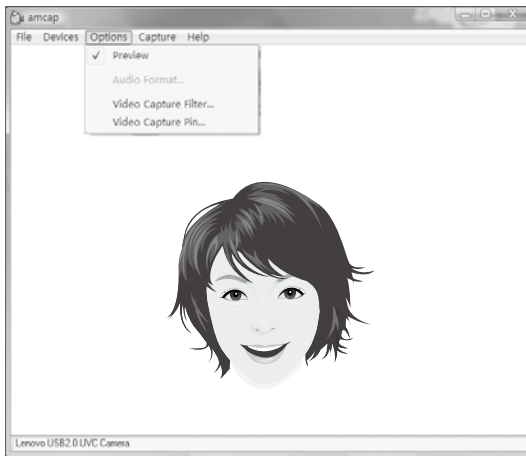 amcap
File Devices Options Capture Help
✓ Preview
Audio Format...
Video Capture Filter...
Video Capture Pin...
Lenovo USB2.0 UVC Camera